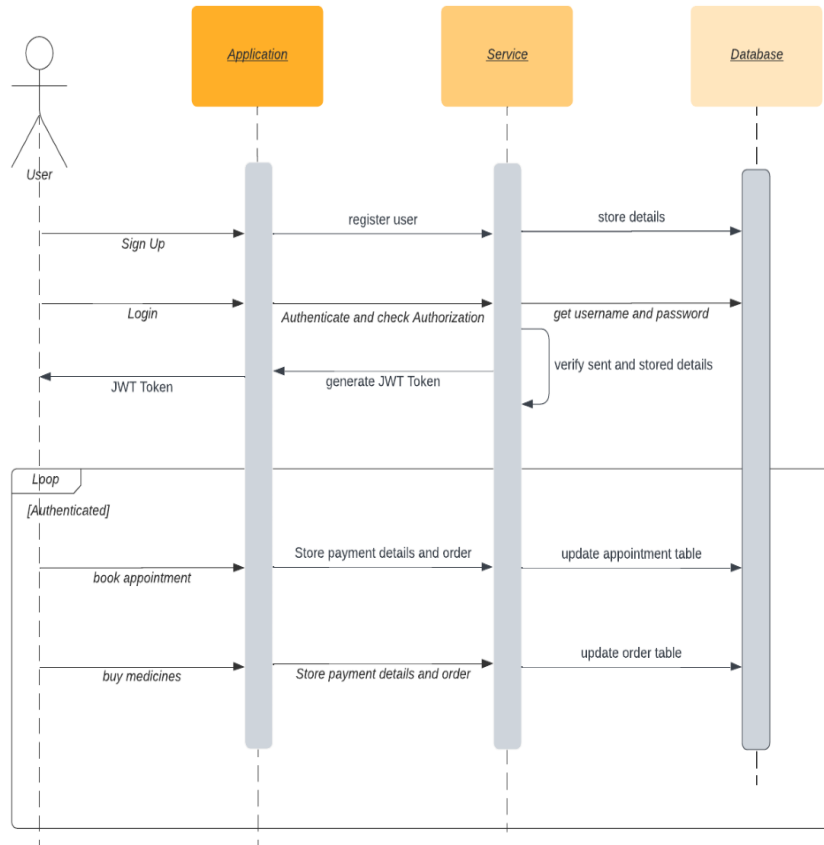 Application
Service
Database
User
register user
store details
Sign Up
Login
Authenticate and check Authorization
get username and password
verify sent and stored details
JWT Token
generate JWT Token
Loop
[Authenticated]
Store payment details and order
update appointment table
book appointment
update order table
buy medicines
Store payment details and order